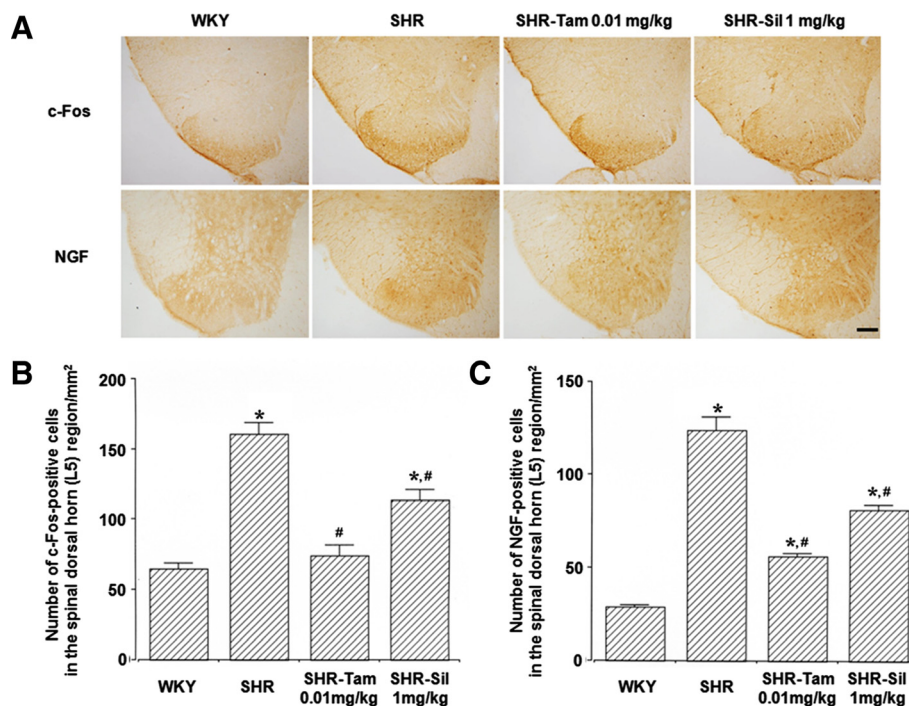 A
WKY
SHR
SHR-Tam 0.01 mg/kg
SHR-Sil 1 mg/kg
c-Fos
NGF
B
Number of c-Fos-positive cells
in the spinal dorsal horn (L5) region/mm²
200
150
100
50
0
*
#
*,#
WKY
SHR
SHR-Tam
0.01mg/kg
SHR-Sil
1mg/kg
C
Number of NGF-positive cells
in the spinal dorsal horn (L5) region/mm²
150
100
50
0
*
*,#
*,#
WKY
SHR
SHR-Tam
0.01mg/kg
SHR-Sil
1mg/kg